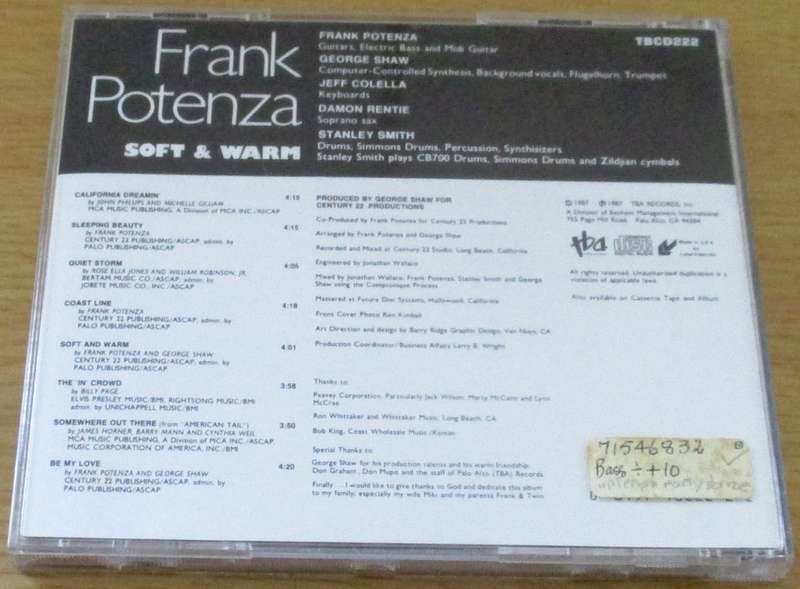 Frank
Potenza
SOFT & WARM
FRANK POTENZA
Guitars, Electric Bass and Midi Guitar
GEORGE SHAW
Computer-Controlled Synthesis, Background vocals, Flugelhorn, Trumpet
JEFF COLELLA
Keyboards
DAMON RENTIE
Soprano sax
STANLEY SMITH
Drums, Simmons Drums, Percussion, Synthisizers
Stanley Smith plays CB700 Drums, Simmons Drums and Zildjan cymbals
TBCD222
CALIFORNIA DREAMIN' 4:15
by JOHN PHILLIPS AND MICHELLE GILLIAM
MCA MUSIC PUBLISHING, A Division of MCA INC./ASCAP
SLEEPING BEAUTY 4:15
by FRANK POTENZA
CENTURY 22 PUBLISHING/ASCAP, admin. by
PALO PUBLISHING/ASCAP
QUIET STORM 4:05
by ROSE ELLA JONES AND WILLIAM ROBINSON, JR.
BERTAM MUSIC CO./ASCAP, admin. by
JOBETE MUSIC CO., INC./ASCAP
COAST LINE 4:18
by FRANK POTENZA
CENTURY 22 PUBLISHING/ASCAP, admin. by
PALO PUBLISHING/ASCAP
SOFT AND WARM 4:01
by FRANK POTENZA AND GEORGE SHAW
CENTURY 22 PUBLISHING/ASCAP, admin. by
PALO PUBLISHING/ASCAP
THE 'IN' CROWD 3:58
by BILLY PAGE
ELVIS PRESLEY MUSIC/BMI, RIGHTSONG MUSIC/BMI
admin. by UNICHAPPELL MUSIC/BMI
SOMEWHERE OUT THERE (from "AMERICAN TAIL") 3:50
by JAMES HORNER, BARRY MANN AND CYNTHIA WEIL
MCA MUSIC PUBLISHING, A Division of MCA INC./ASCAP,
MUSIC CORPORATION OF AMERICA, INC./BMI
BE MY LOVE 4:20
by FRANK POTENZA AND GEORGE SHAW
CENTURY 22 PUBLISHING/ASCAP, admin. by
PALO PUBLISHING/ASCAP
PRODUCED BY GEORGE SHAW FOR
CENTURY 22 PRODUCTIONS
Co-Produced by Frank Potenza for Century 22 Productions
Arranged by Frank Potenza and George Shaw
Recorded and Mixed at Century 22 Studio, Long Beach, California
Engineered by Jonathan Wallace
Mixed by Jonathan Wallace, Frank Potenza, Stanley Smith and George
Shaw using the Compusonique Process
Mastered at Future Disc Systems, Hollywood, California
Front Cover Photo: Ron Kimball
Art Direction and design by Barry Ridge Graphic Design, Van Nuys, CA
Production Coordinator/Business Affairs Larry B. Wright
Thanks to:
Peavey Corporation, Particularly Jack Wilson, Marty McCann and Lynn
McCrae
Ron Whittaker and Whittaker Music, Long Beach, CA
Bob King, Coast Wholesale Music /Korean
Special Thanks to:
George Shaw for his production talents and his warm friendship.
Don Graham, Don Mupo and the staff of Palo Alto (TBA) Records
Finally ... I would like to give thanks to God and dedicate this album
to my family, especially my wife Miki and my parents Frank &
© 1987 ℗ 1987 TBA RECORDS, Inc.
A Division of Management International
755 Page Mill Road Palo Alto, CA 94304
tba
COMPACT
disc
DIGITAL AUDIO
Made in U.S.A.
All rights reserved. Unauthorized duplication is a
violation of applicable laws.
Also available on Cassette Tape and Album
71546832
Bass ÷ +10